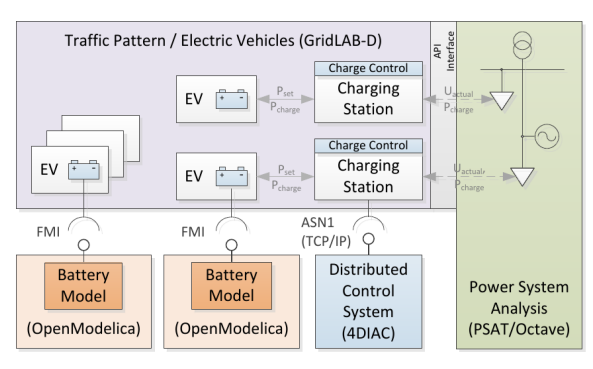 Traffic Pattern / Electric Vehicles (GridLAB-D)
API
Interface
Charge Control
Charging
Station
EV
+ -
Pset
Pcharge
Uactual
Pcharge
Charge Control
Charging
Station
EV
+ -
EV
+ -
Pset
Pcharge
Uactual,
Pcharge
FMI
FMI
ASN1
(TCP/IP)
Battery
Model
(OpenModelica)
Battery
Model
(OpenModelica)
Distributed
Control
System
(4DIAC)
Power System
Analysis
(PSAT/Octave)